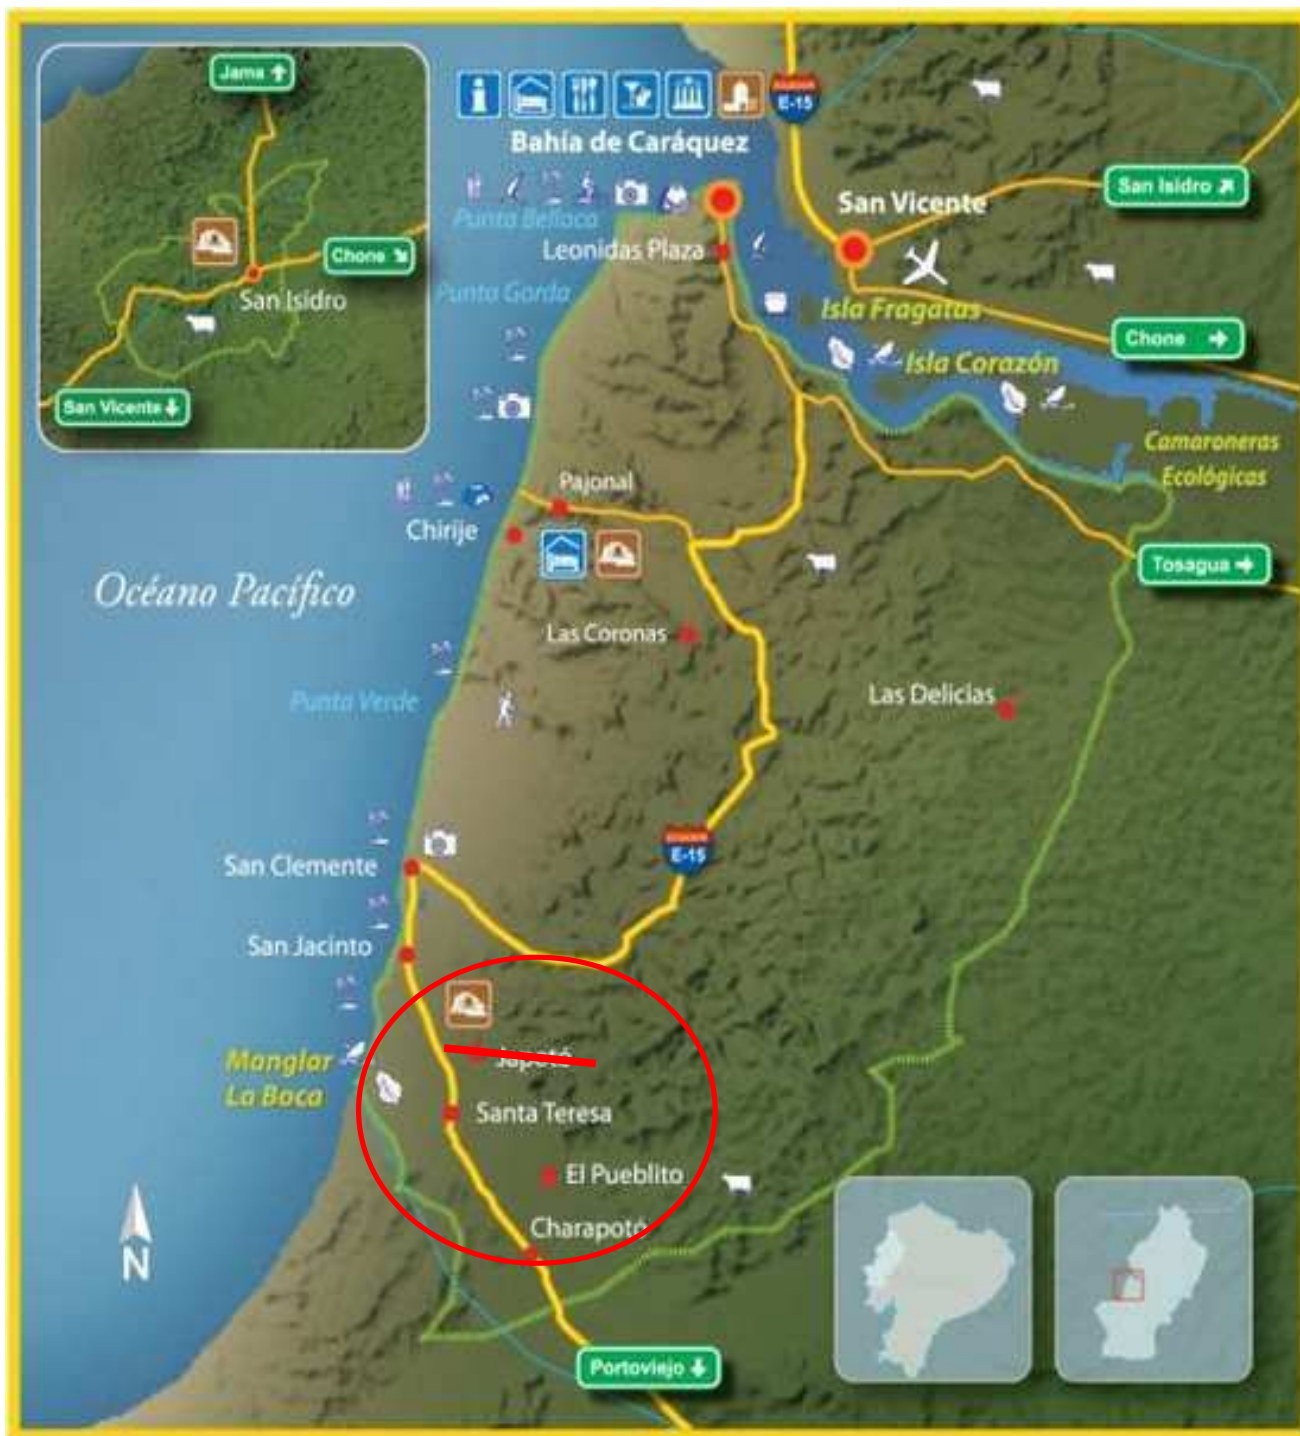 Jama
San Isidro
Chone
San Vicente
E-15
Bahía de Caráquez
San Isidro
San Vicente
Punta Bellaca
Leonidas Plaza
Punta Gorda
Isla Fragatas
Chone
Isla Corazón
Camaroneras
Ecológicas
Pajonal
Chirije
Tosagua
Océano Pacífico
Las Coronas
Las Delicias
Punta Verde
E-15
San Clemente
San Jacinto
Japotó
Manglar
La Boca
Santa Teresa
El Pueblito
Charapotó
N
Portoviejo